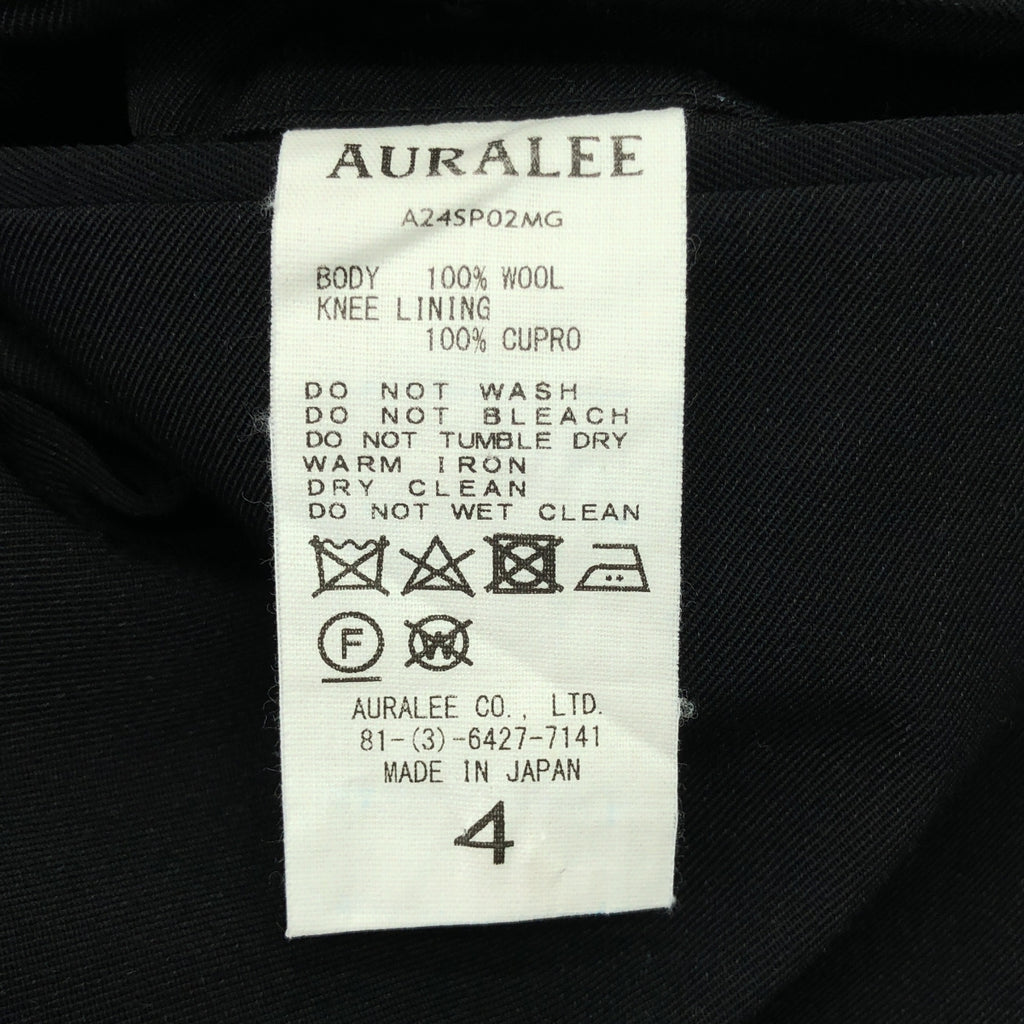 AURALEE
A24SP02MG
BODY 100% WOOL
KNEE LINING
100% CUPRO
DO NOT WASH
DO NOT BLEACH
DO NOT TUMBLE DRY
WARM IRON
DRY CLEAN
DO NOT WET CLEAN
F W
AURALEE CO., LTD.
81-(3)-6427-7141
MADE IN JAPAN
4